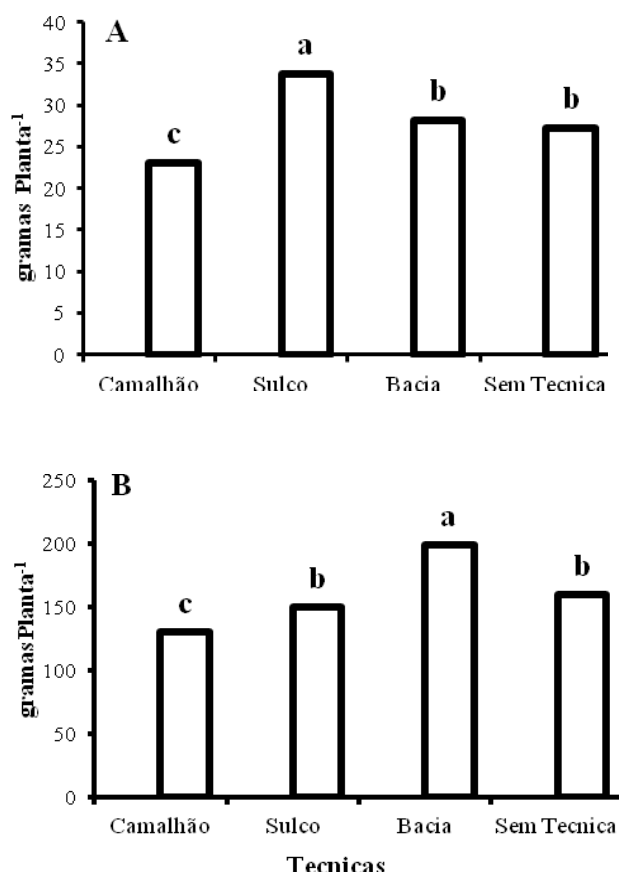 A
gramas Planta-1
40
35
30
25
20
15
10
5
0
c
a
b
b
Camalhão Sulco Bacia Sem Tecnica
B
gramas Planta-1
250
200
150
100
50
0
c
b
a
b
Camalhão Sulco Bacia Sem Tecnica
Tecnicas